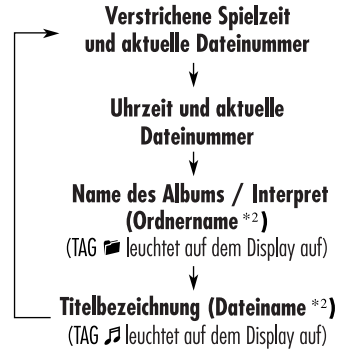 Verstrichene Spielzeit
und aktuelle Dateinummer
Uhrzeit und aktuelle
Dateinummer
Name des Albums / Interpret
(Ordnername *2)
(TAG leuchtet auf dem Display auf)
Titelbezeichnung (Dateiname *2)
(TAG leuchtet auf dem Display auf)